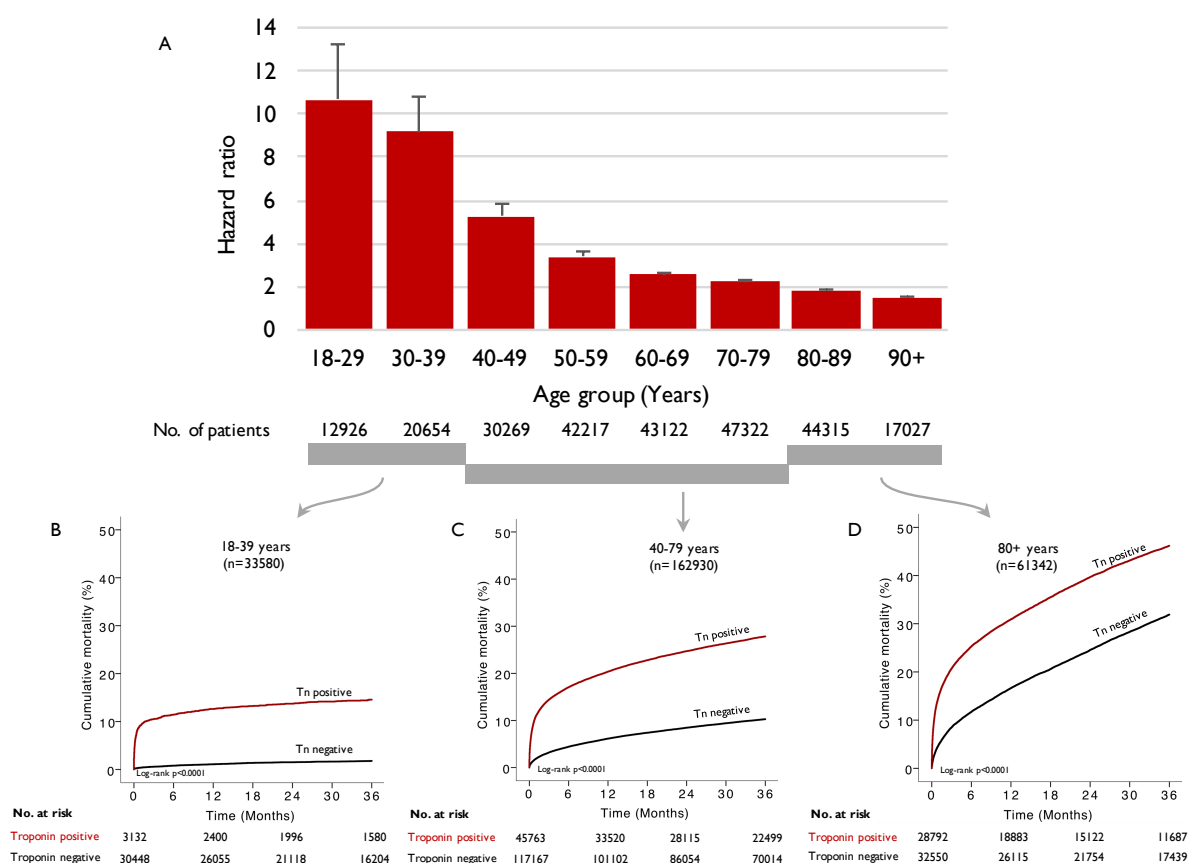 A
14
12
10
8
6
4
2
0
Hazard ratio
18-29 30-39 40-49 50-59 60-69 70-79 80-89 90+
Age group (Years)
No. of patients 12926 20654 30269 42217 43122 47322 44315 17027
B
50
40
30
20
10
0
Cumulative mortality (%)
18-39 years
(n=33580)
Tn positive
Tn negative
Log-rank p<0.0001
0 6 12 18 24 30 36
Time (Months)
No. at risk
Troponin positive 3132 2400 1996 1580
Troponin negative 30448 26055 21118 16204
C
50
40
30
20
10
0
Cumulative mortality (%)
40-79 years
(n=162930)
Tn positive
Tn negative
Log-rank p<0.0001
0 6 12 18 24 30 36
Time (Months)
No. at risk
Troponin positive 45763 33520 28115 22499
Troponin negative 117167 101102 86054 70014
D
50
40
30
20
10
0
Cumulative mortality (%)
80+ years
(n=61342)
Tn positive
Tn negative
Log-rank p<0.0001
0 6 12 18 24 30 36
Time (Months)
No. at risk
Troponin positive 28792 18883 15122 11687
Troponin negative 32550 26115 21754 17439